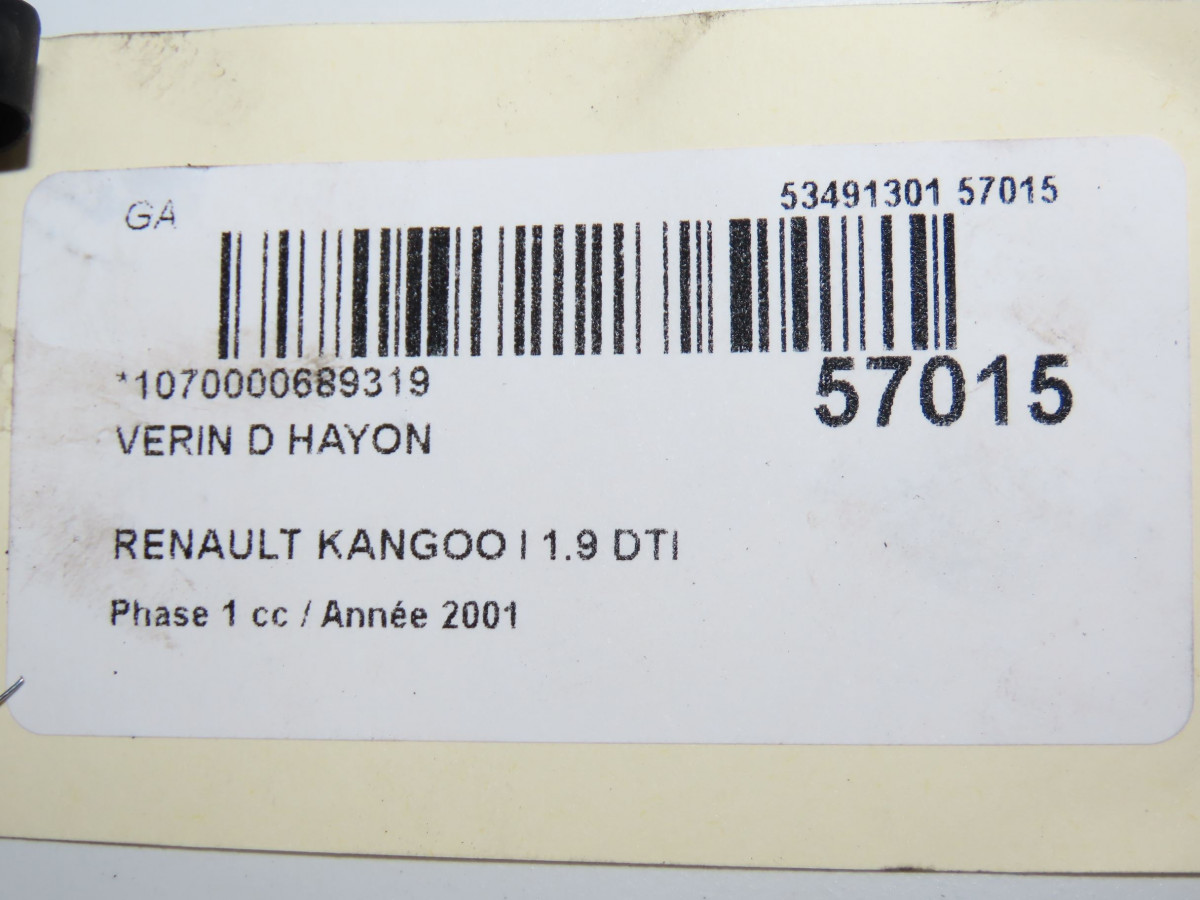 GA
53491301 57015
*1070000689319
57015
VERIN D HAYON
RENAULT KANGOO I 1.9 DTI
Phase 1 cc / Année 2001
.